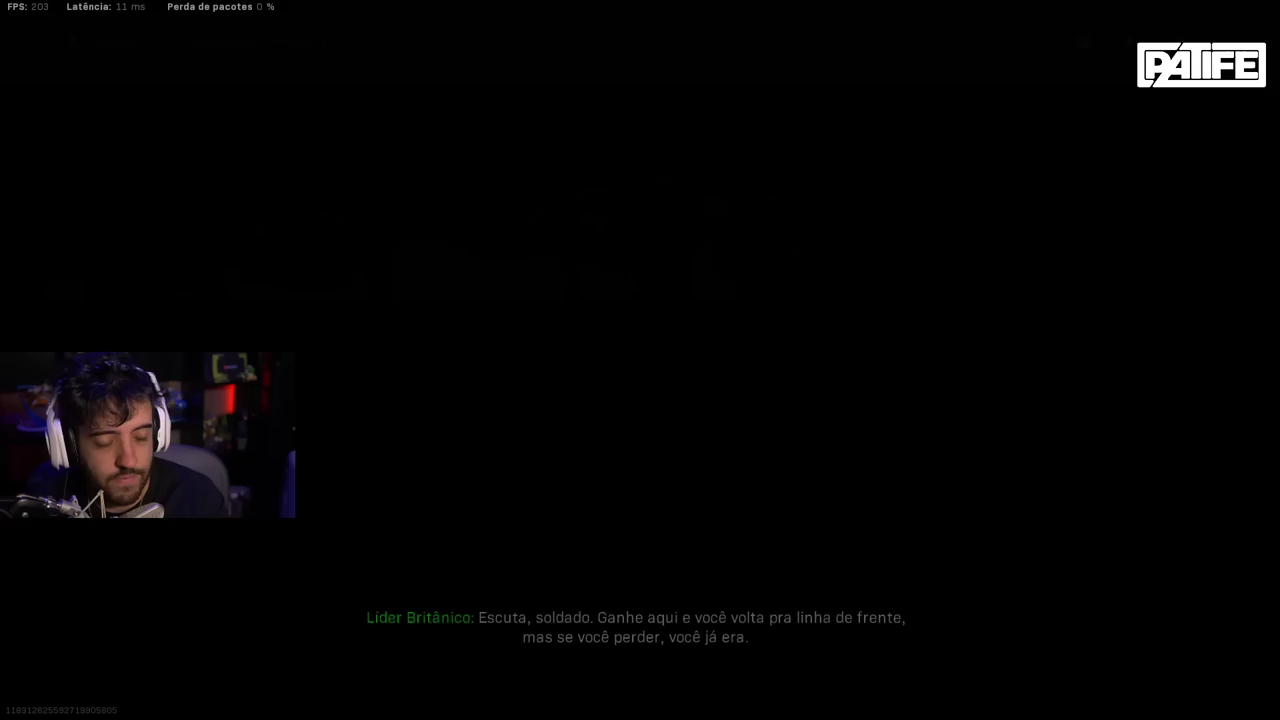 FPS: 203 Latência: 11 ms Perda de pacotes 0 %
PATIFE
Líder Britânico: Escuta, soldado. Ganhe aqui e você volta pra linha de frente,
mas se você perder, você já era.
118912625592719905805